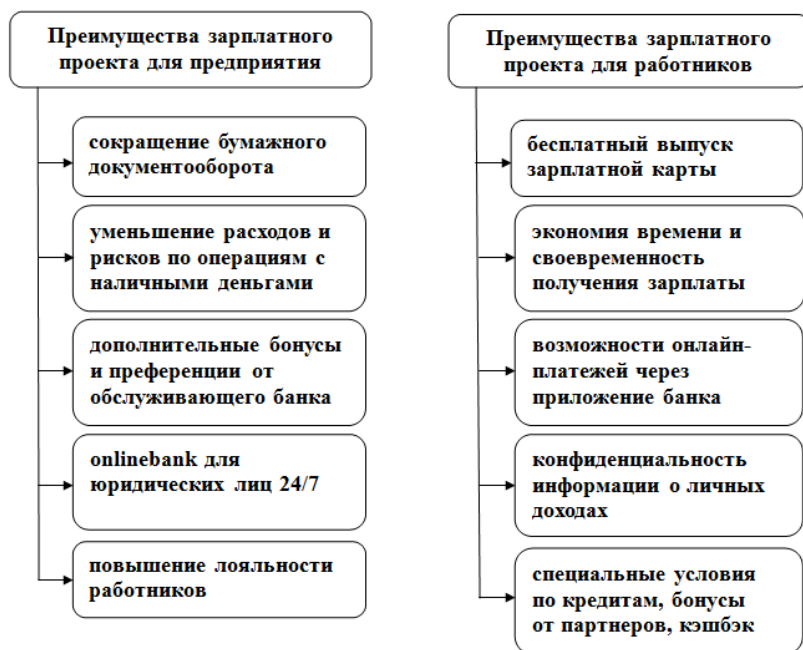 Преимущества зарплатного
проекта для предприятия
сокращение бумажного
документооборота
уменьшение расходов и
рисков по операциям с
наличными деньгами
дополнительные бонусы
и преференции от
обслуживающего банка
onlinebank для
юридических лиц 24/7
повышение лояльности
работников
Преимущества зарплатного
проекта для работников
бесплатный выпуск
зарплатной карты
экономия времени и
своевременность
получения зарплаты
возможности онлайн-
платежей через
приложение банка
конфиденциальность
информации о личных
доходах
специальные условия
по кредитам, бонусы
от партнеров, кэшбэк